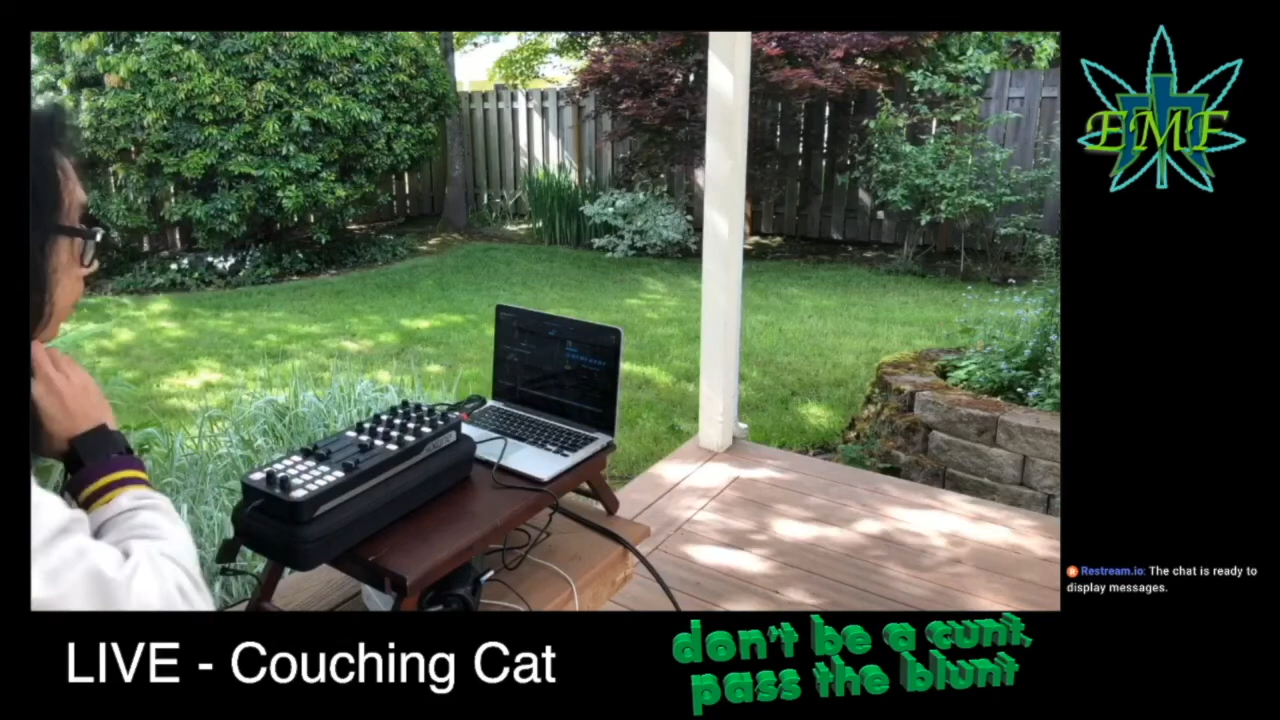 EMF
Restream.io: The chat is ready to
display messages.
LIVE - Couching Cat
don't be a cunt,
pass the blunt